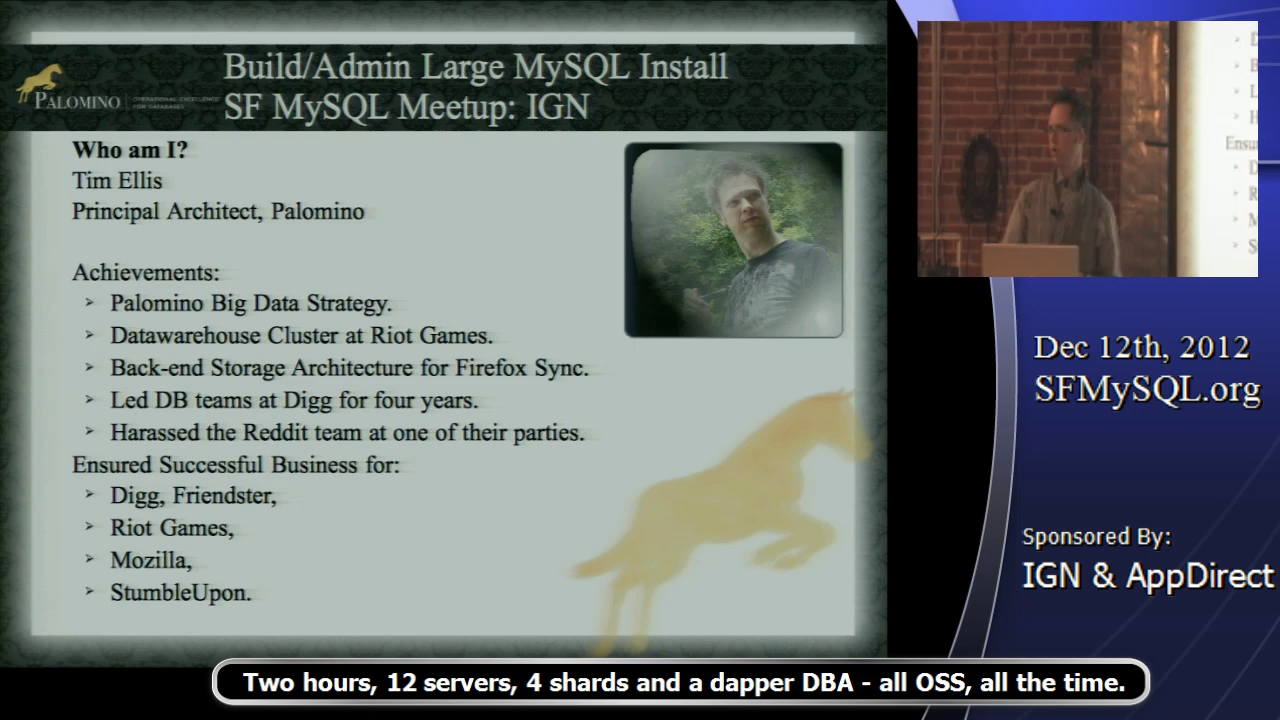 Build/Admin Large MySQL Install
SF MySQL Meetup: IGN
PALOMINO
OPERATIONAL EXCELLENCE
FOR DATABASES
Who am I?
Tim Ellis
Principal Architect, Palomino
Achievements:
➢ Palomino Big Data Strategy.
➢ Datawarehouse Cluster at Riot Games.
➢ Back-end Storage Architecture for Firefox Sync.
➢ Led DB teams at Digg for four years.
➢ Harassed the Reddit team at one of their parties.
Ensured Successful Business for:
➢ Digg, Friendster,
➢ Riot Games,
➢ Mozilla,
➢ StumbleUpon.
Dec 12th, 2012
SFMySQL.org
Sponsored By:
IGN & AppDirect
Two hours, 12 servers, 4 shards and a dapper DBA - all OSS, all the time.